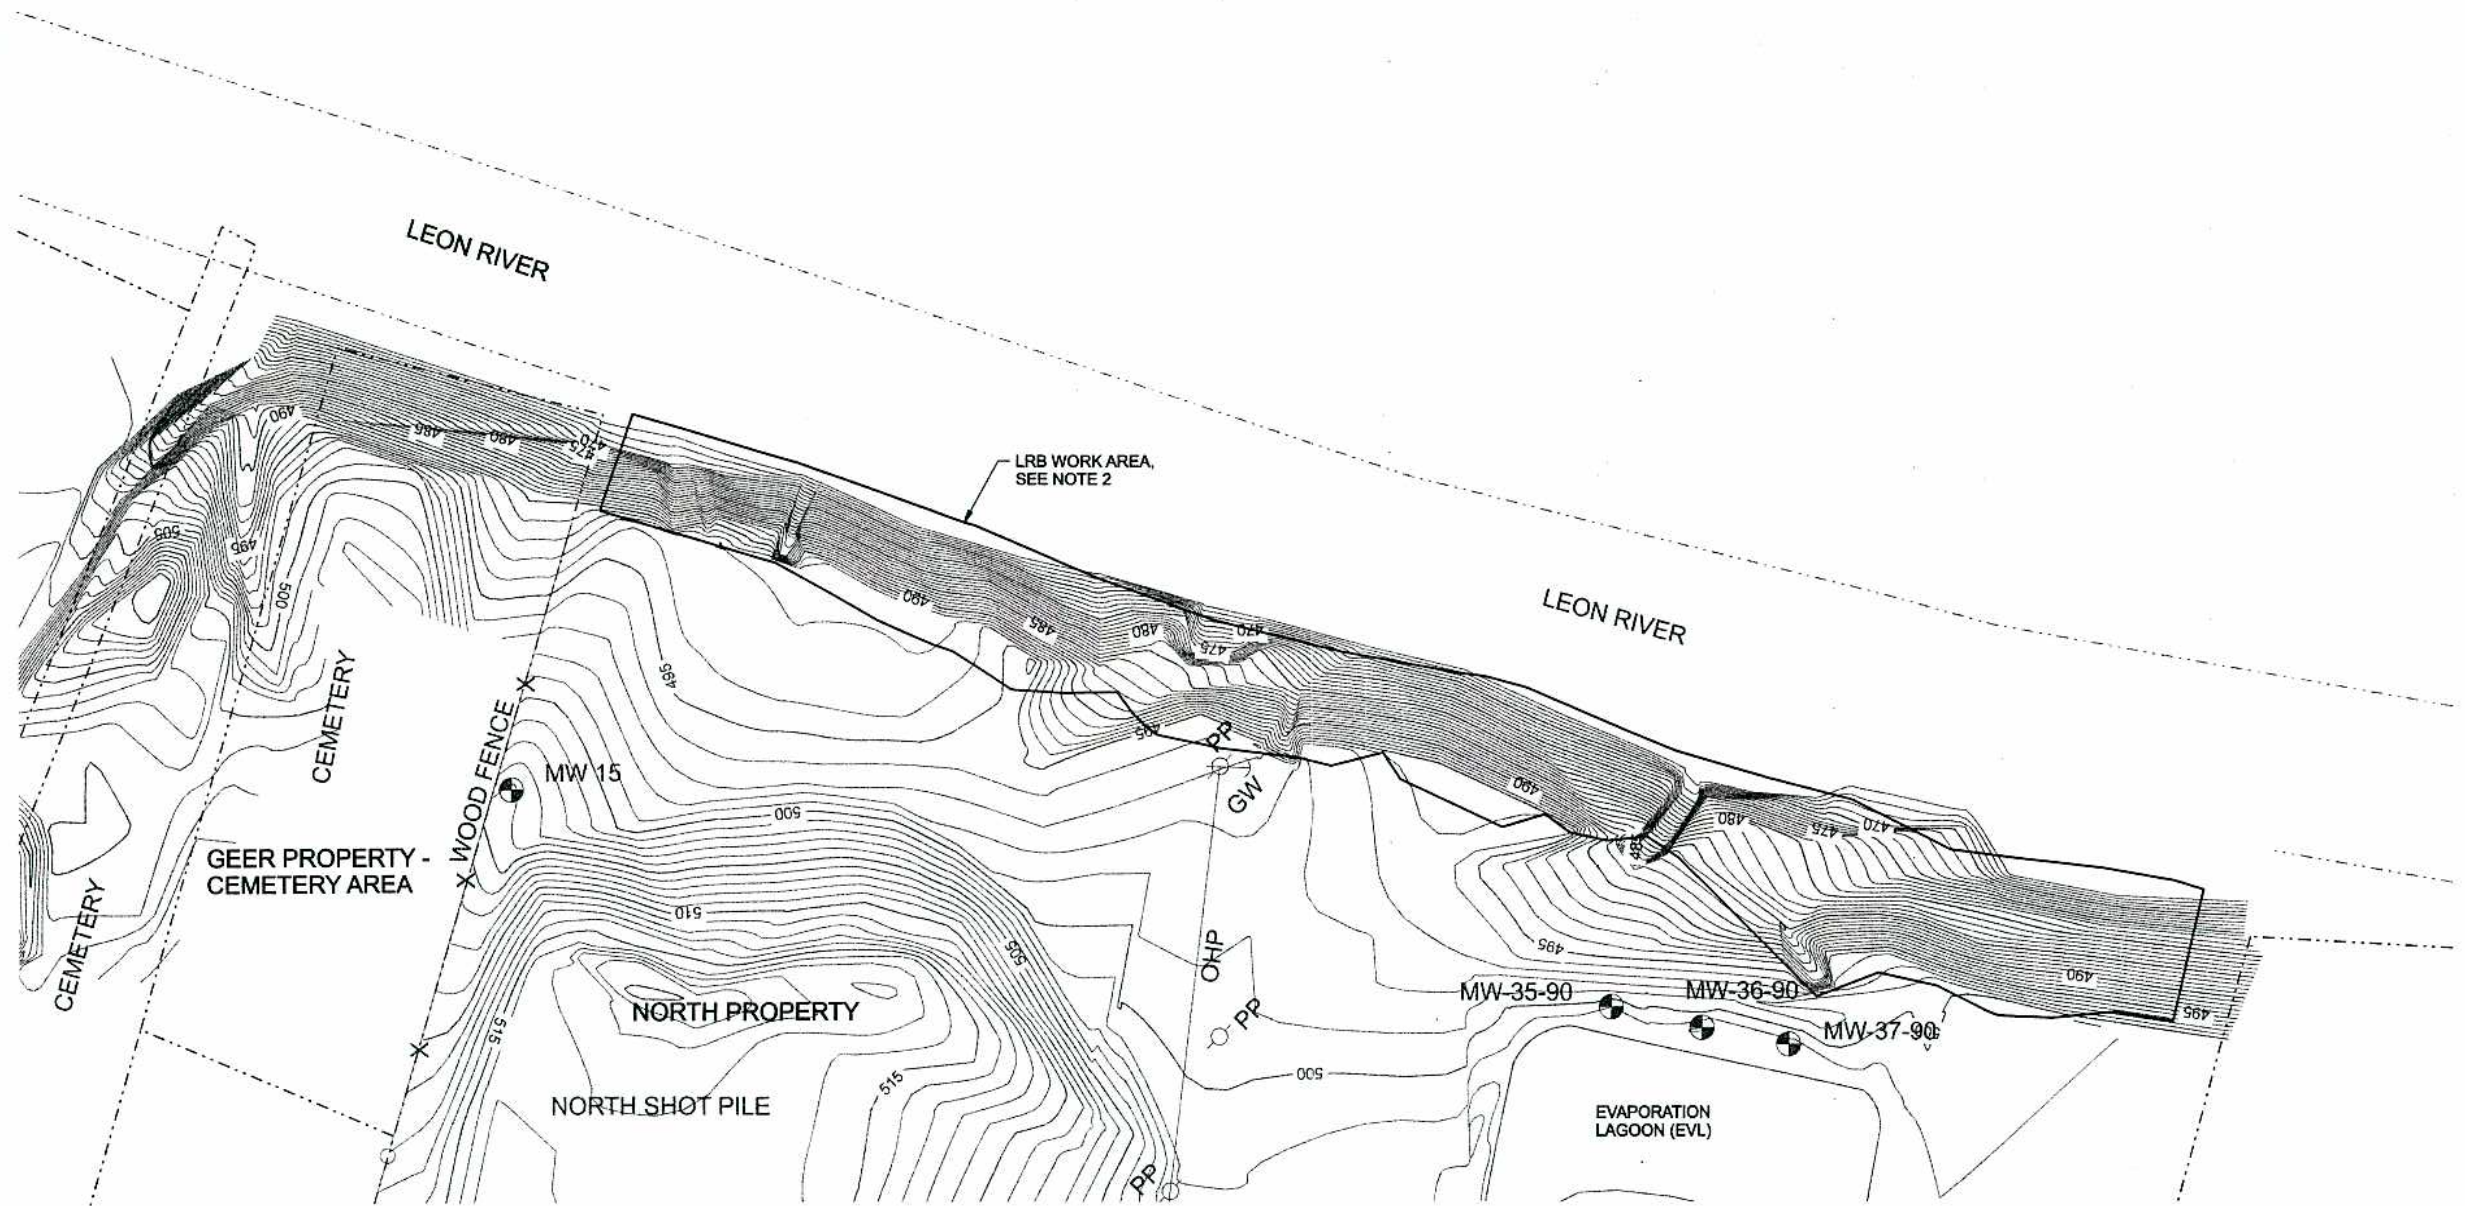 LEON RIVER
490
485
480
470
475
LRB WORK AREA,
SEE NOTE 2
505
495
500
490
485
480
470
475
LEON RIVER
CEMETERY
495
WOOD FENCE
MW 15
495
PP
GW
490
500
480
475
470
485
GEER PROPERTY -
CEMETERY AREA
CEMETERY
510
505
OHP
495
490
MW-35-90
MW-36-90
NORTH PROPERTY
PP
MW-37-90
495
515
500
515
NORTH SHOT PILE
EVAPORATION
LAGOON (EVL)
PP